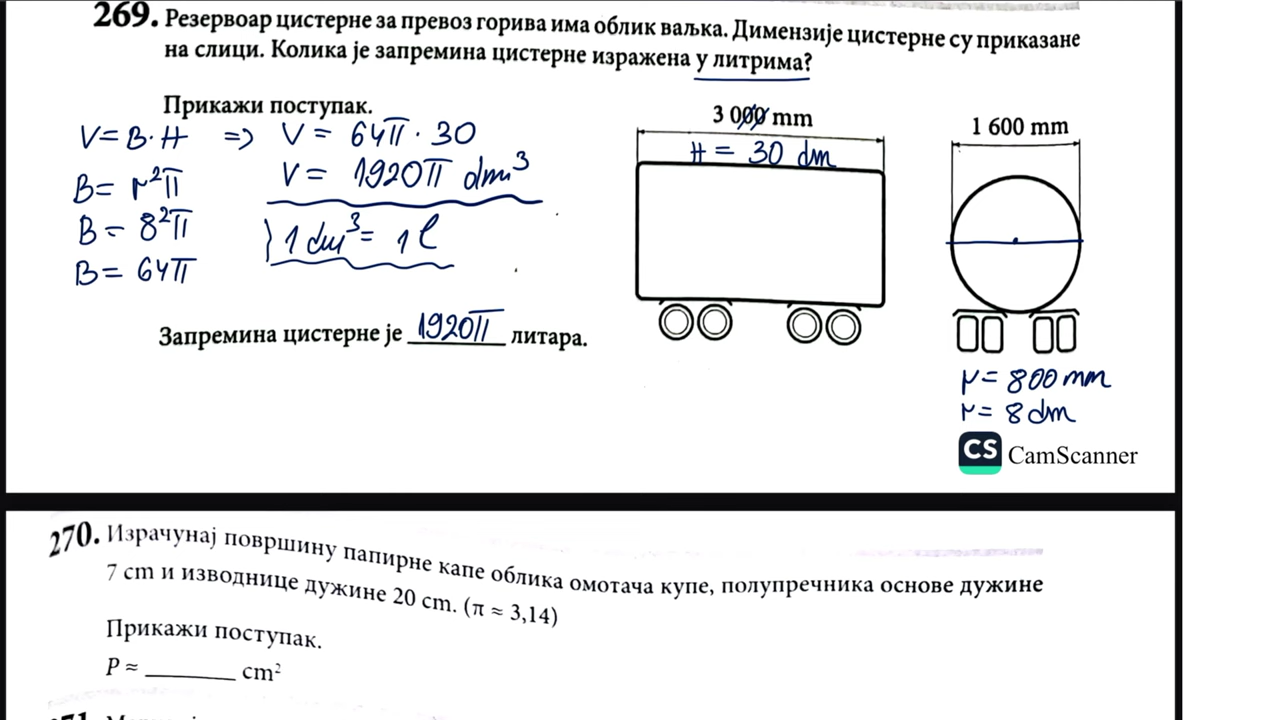 269. Резервоар цистерне за превоз горива има облик ваљка. Димензије цистерне су приказане
на слици. Колика је запремина цистерне изражена у литрима?
Прикажи поступак.
V = B · H => V = 64π · 30
B = r²π V = 1920π dm³
B = 8²π
B = 64π
1 dm³ = 1 l
Запремина цистерне је 1920π литара.
3 000 mm
H = 30 dm
1 600 mm
r = 800 mm
r = 8 dm
CS CamScanner
270. Израчунај површину папирне капе облика омотача купе, полупречника основе дужине
7 cm и изводнице дужине 20 cm. (π ≈ 3,14)
Прикажи поступак.
P ≈ ________ cm²